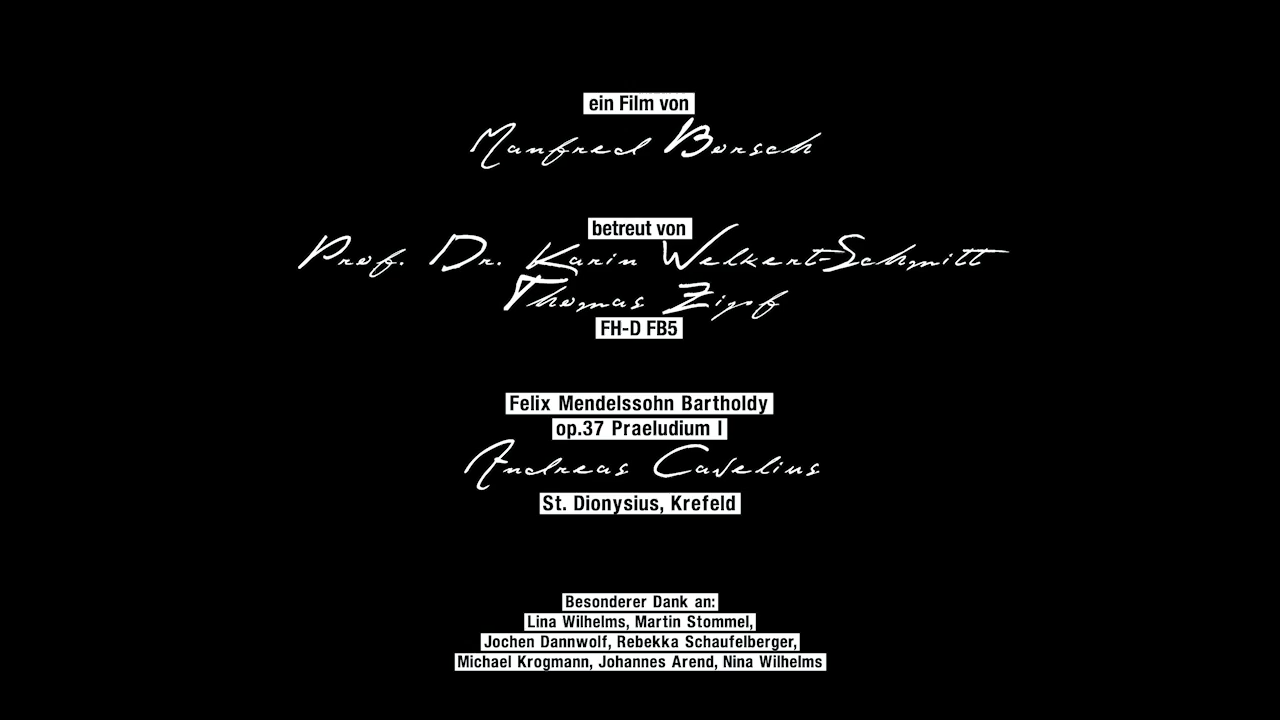 ein Film von
Manfred Borsch
betreut von
Prof. Dr. Karin Welkert-Schmitt
Thomas Zipf
FH-D FB5
Felix Mendelssohn Bartholdy
op.37 Praeludium I
Andreas Cavelius
St. Dionysius, Krefeld
Besonderer Dank an:
Lina Wilhelms, Martin Stommel,
Jochen Dannwolf, Rebekka Schaufelberger,
Michael Krogmann, Johannes Arend, Nina Wilhelms